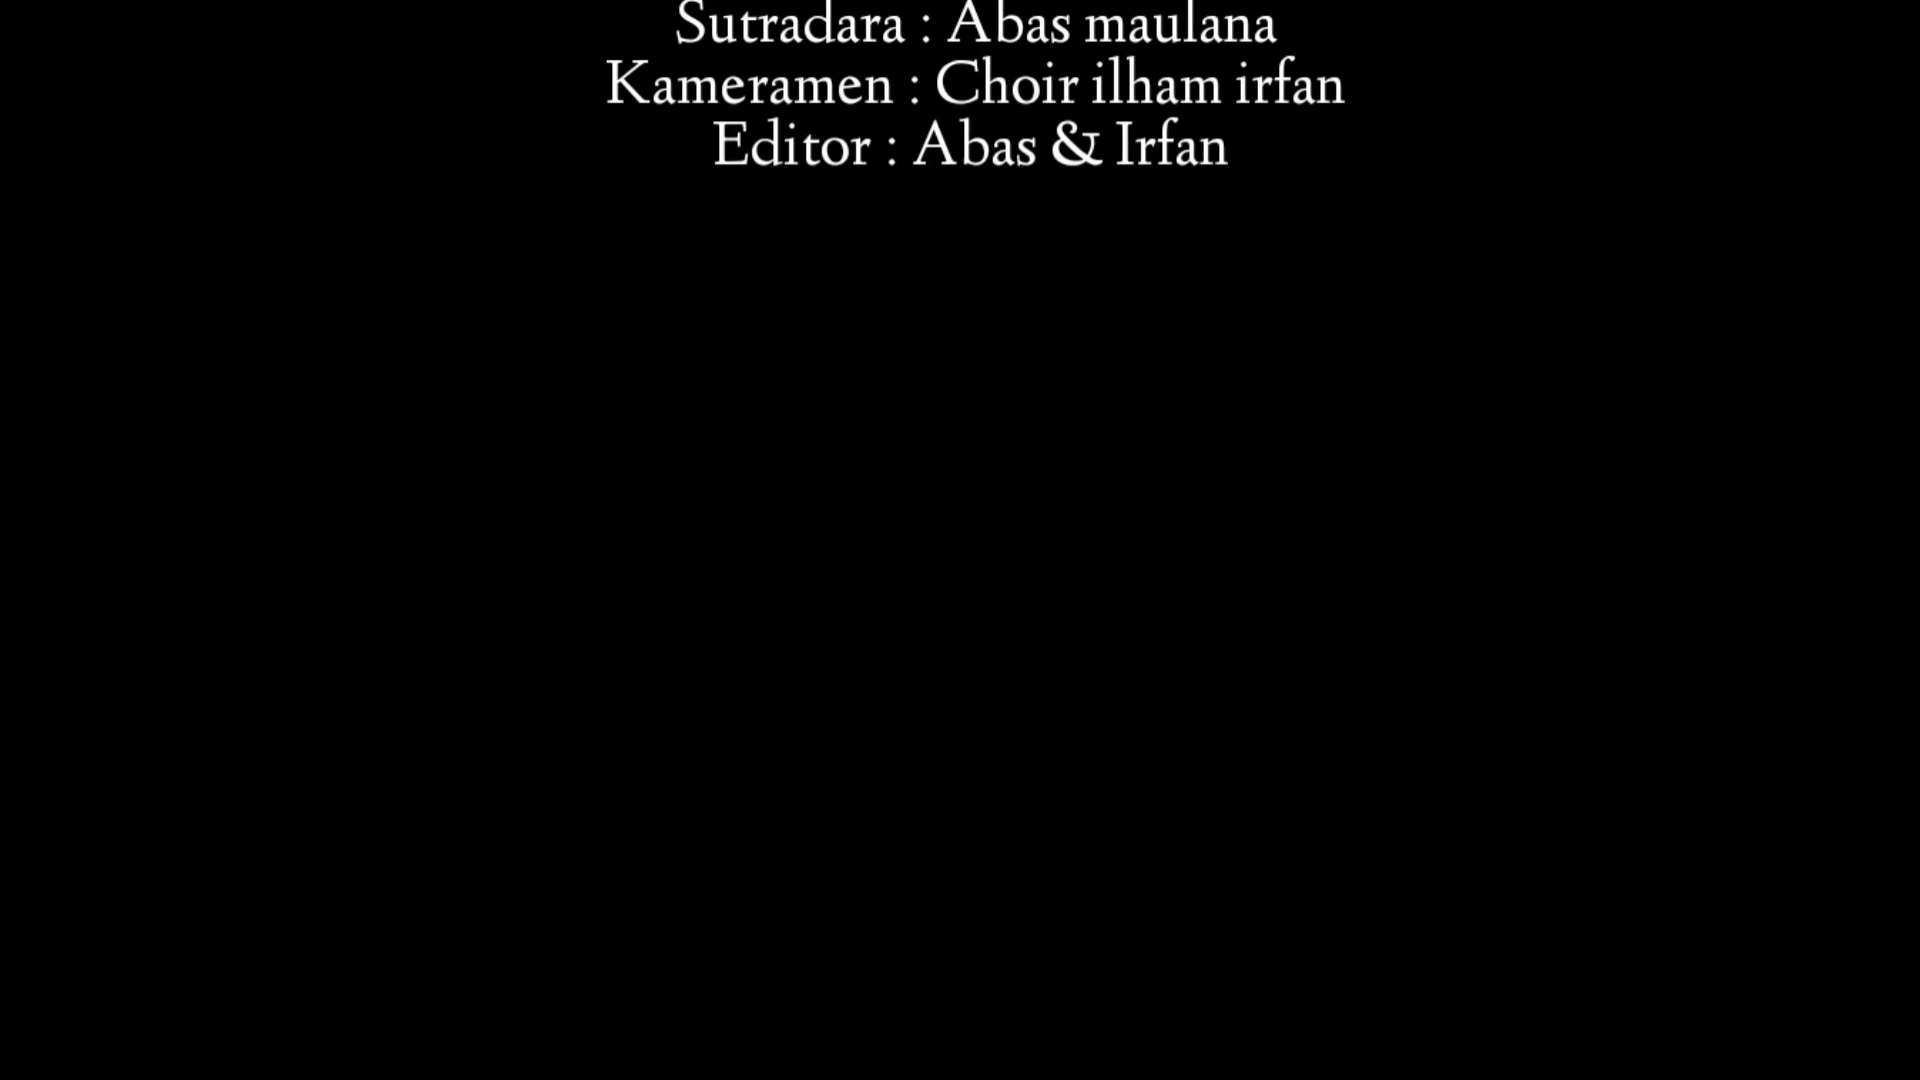 Sutradara : Abas maulana
Kameramen : Choir ilham irfan
Editor : Abas & Irfan